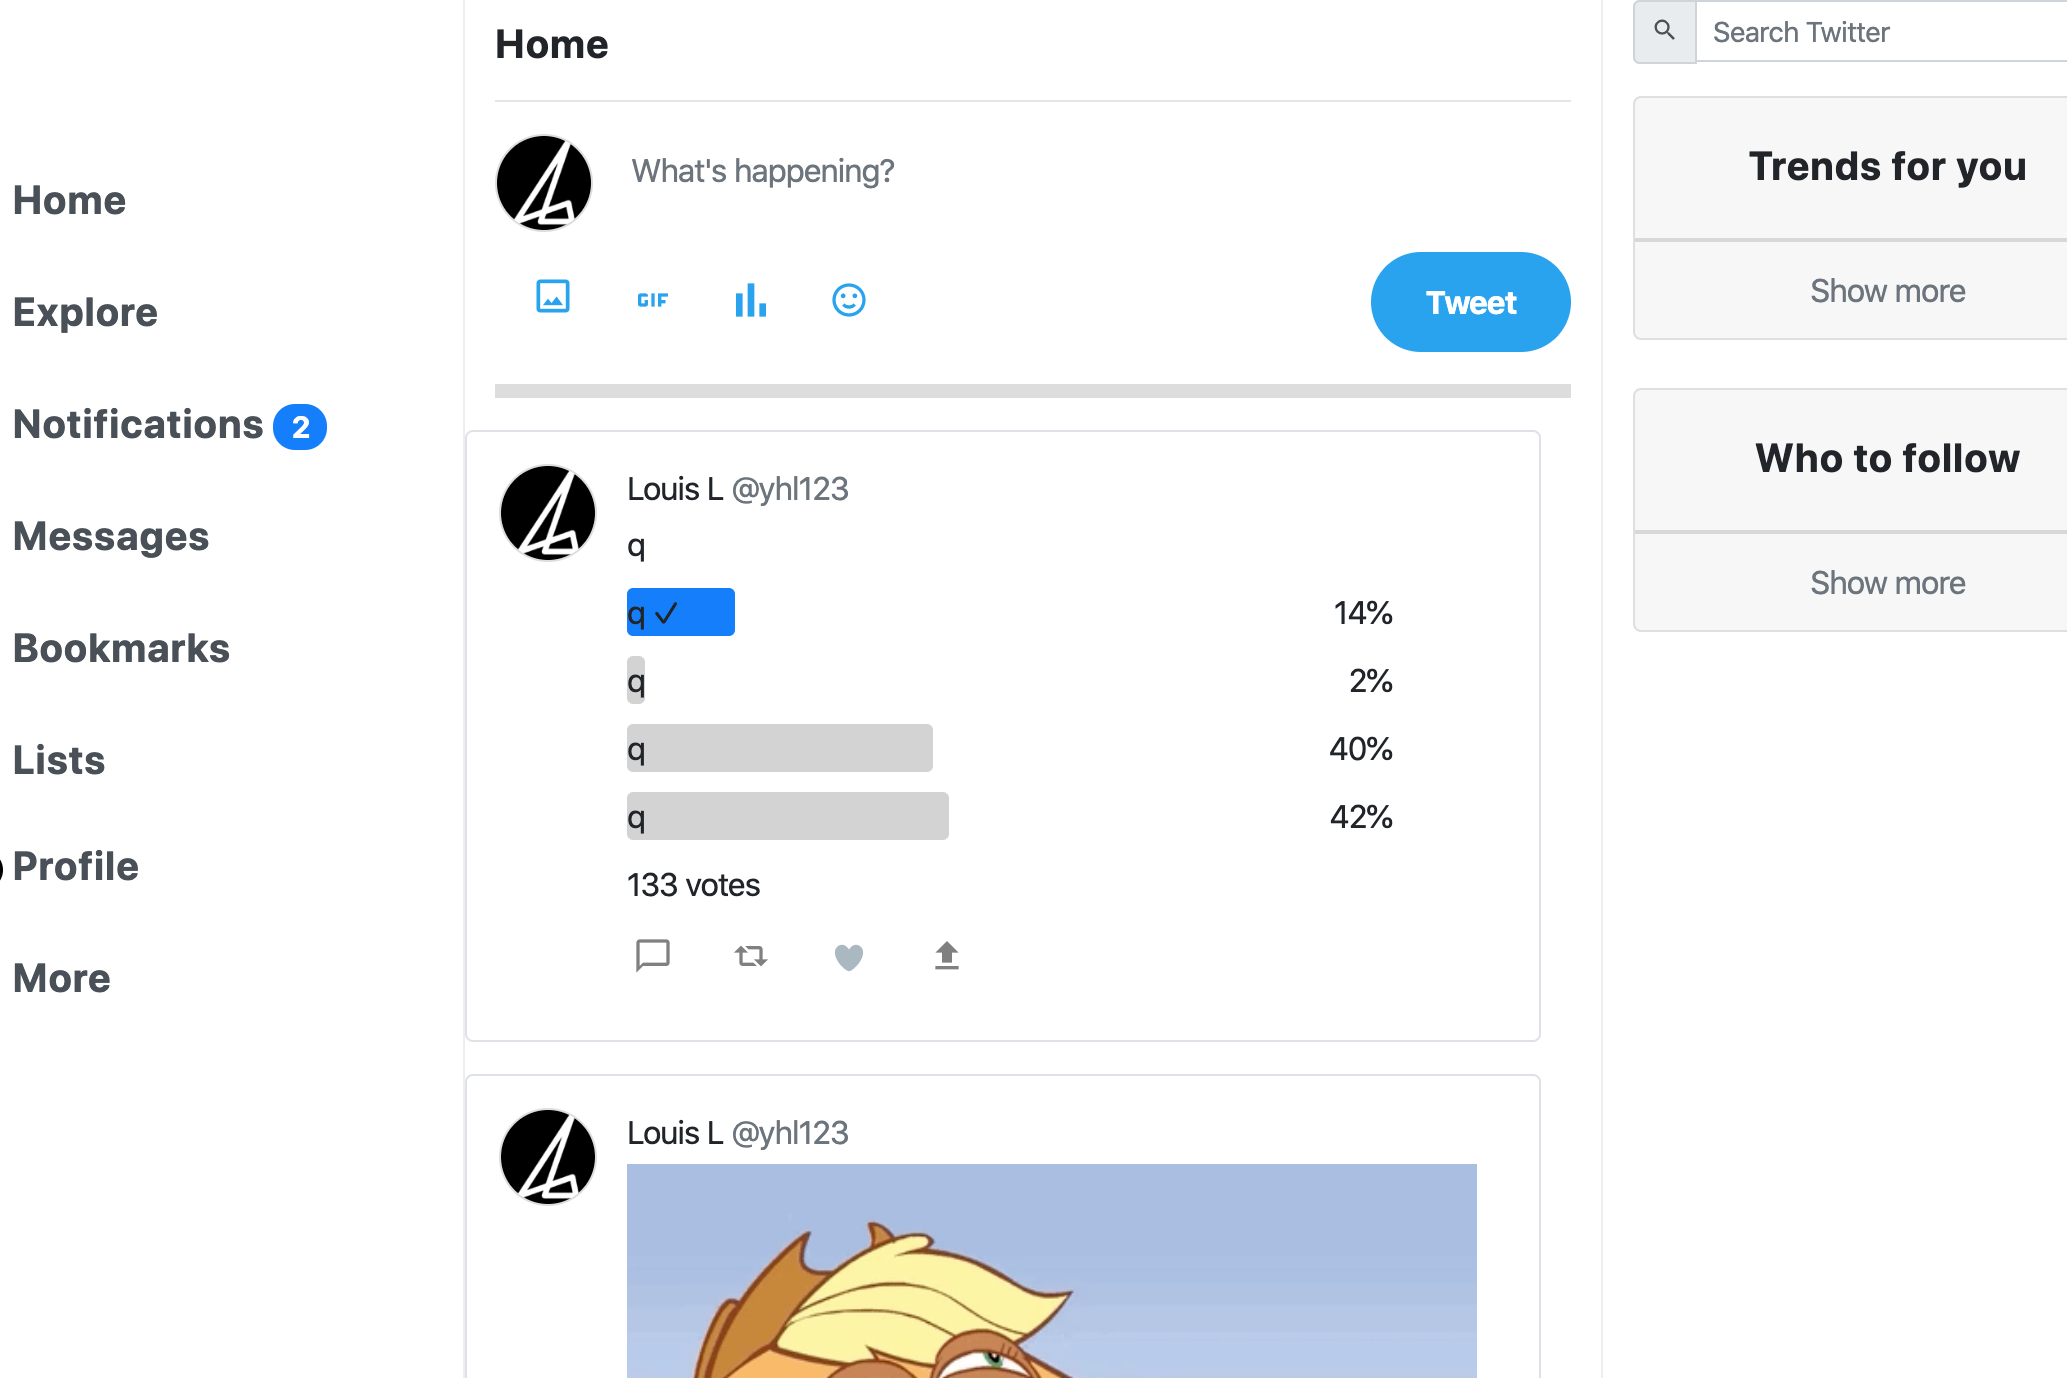 Home
Explore
Notifications 2
Messages
Bookmarks
Lists
Profile
More
Home
What's happening?
GIF
Tweet
Louis L @yhl123
q
q ✓ 14%
q 2%
q 40%
q 42%
133 votes
Louis L @yhl123
Search Twitter
Trends for you
Show more
Who to follow
Show more